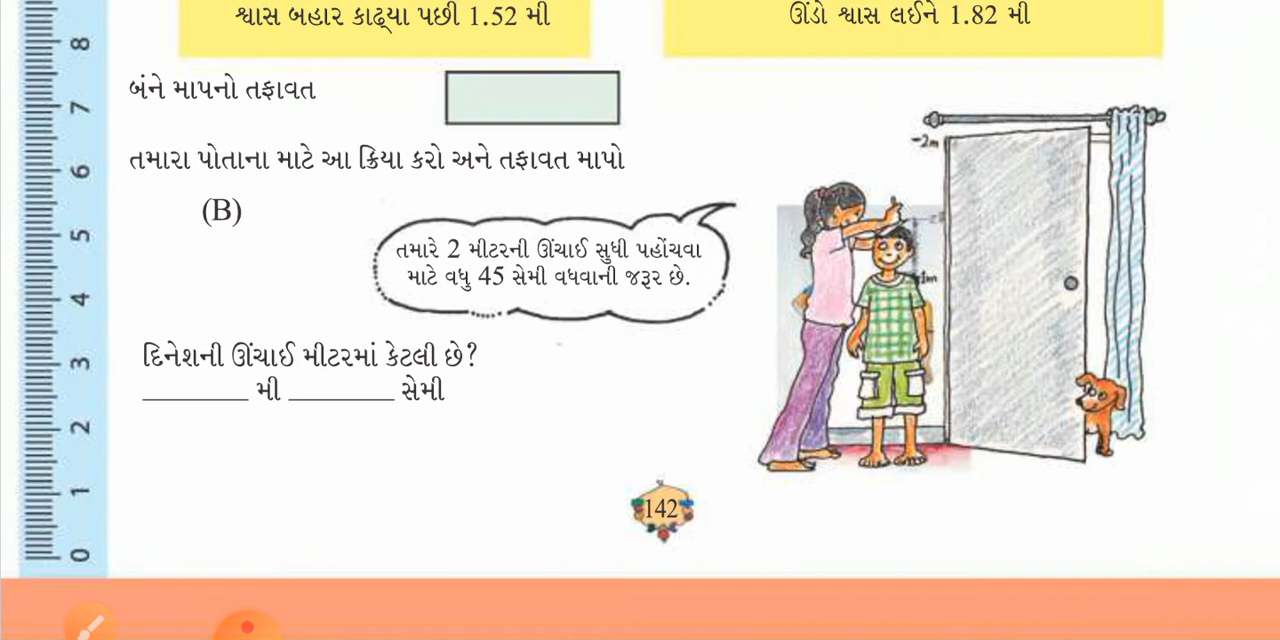 શ્વાસ બહાર કાઢ્યા પછી 1.52 મી
ઊંડો શ્વાસ લઈને 1.82 મી
બંને માપનો તફાવત
તમારા પોતાના માટે આ ક્રિયા કરો અને તફાવત માપો
(B)
તમારે 2 મીટરની ઊંચાઈ સુધી પહોંચવા
માટે વધુ 45 સેમી વધવાની જરૂર છે.
દિનેશની ઊંચાઈ મીટરમાં કેટલી છે?
________ મી ________ સેમી
2m
1m
142
8
7
6
5
4
3
2
1
0